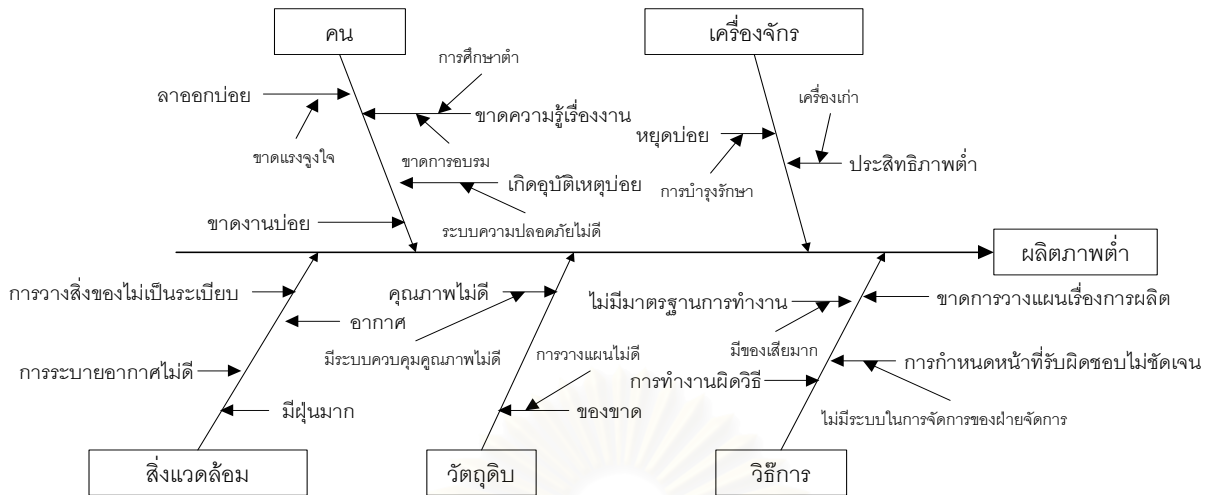 คน
เครื่องจักร
การศึกษาตำ
ลาออกบ่อย
เครื่องเก่า
ขาดความรู้เรื่องงาน
หยุดบ่อย
ขาดแรงจูงใจ
ขาดการอบรม
ประสิทธิภาพต่ำ
เกิดอุบัติเหตุบ่อย
การบำรุงรักษา
ขาดงานบ่อย
ระบบความปลอดภัยไม่ดี
ผลิตภาพต่ำ
การวางสิ่งของไม่เป็นระเบียบ
คุณภาพไม่ดี
ไม่มีมาตรฐานการทำงาน
ขาดการวางแผนเรื่องการผลิต
อากาศ
มีระบบควบคุมคูณภาพไม่ดี
การวางแผนไม่ดี
มีของเสียมาก
การกำหนดหน้าที่รับผิดชอบไม่ชัดเจน
การระบายอากาศไม่ดี
การทำงานผิดวิธี
มีฝุ่นมาก
ของขาด
ไม่มีระบบในการจัดการของฝ่ายจัดการ
สิ่งแวดล้อม
วัตถุดิบ
วิธ๊การ